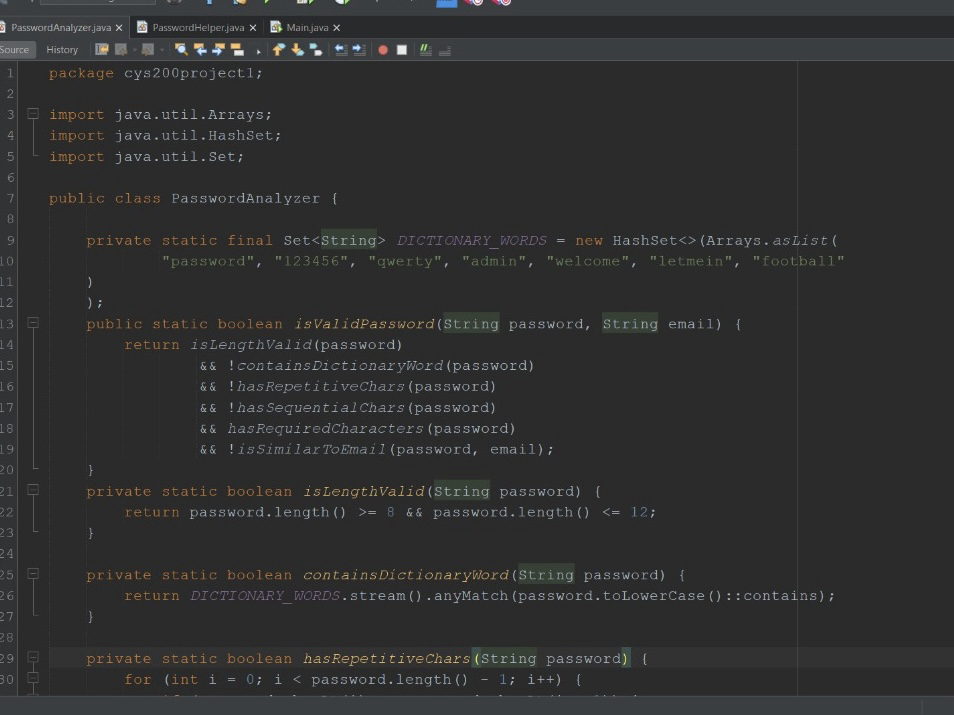 PasswordAnalyzer.java × PasswordHelper.java × Main.java ×
Source History
1 package cys200project1;
2
3 import java.util.Arrays;
4 import java.util.HashSet;
5 import java.util.Set;
6
7 public class PasswordAnalyzer {
8
9 private static final Set<String> DICTIONARY_WORDS = new HashSet<>(Arrays.asList(
10 "password", "123456", "qwerty", "admin", "welcome", "letmein", "football"
11 )
12 );
13 public static boolean isValidPassword(String password, String email) {
14 return isLengthValid(password)
15 && !containsDictionaryWord(password)
16 && !hasRepetitiveChars(password)
17 && !hasSequentialChars(password)
18 && hasRequiredCharacters(password)
19 && !isSimilarToEmail(password, email);
20 }
21 private static boolean isLengthValid(String password) {
22 return password.length() >= 8 && password.length() <= 12;
23 }
24
25 private static boolean containsDictionaryWord(String password) {
26 return DICTIONARY_WORDS.stream().anyMatch(password.toLowerCase()::contains);
27 }
28
29 private static boolean hasRepetitiveChars(String password) {
30 for (int i = 0; i < password.length() - 1; i++) {